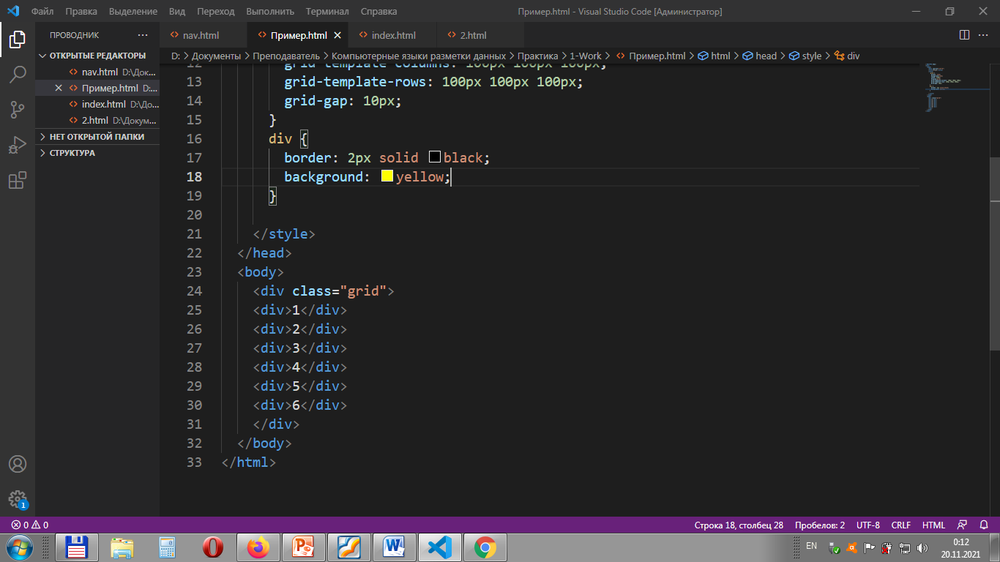 Файл Правка Выделение Вид Переход Выполнить Терминал Справка
Пример.html - Visual Studio Code [Администратор]
ПРОВОДНИК
nav.html
Пример.html
index.html
2.html
ОТКРЫТЫЕ РЕДАКТОРЫ
nav.html D:\Док...
Пример.html D:...
index.html D:\До...
2.html D:\Докум...
НЕТ ОТКРЫТОЙ ПАПКИ
СТРУКТУРА
D: > Документы > Преподаватель > Компьютерные языки разметки данных > Практика > 1-Work > Пример.html > html > head > style > div
12 grid-template-columns: 100px 100px 100px;
13 grid-template-rows: 100px 100px 100px;
14 grid-gap: 10px;
15 }
16 div {
17 border: 2px solid black;
18 background: yellow;
19 }
20
21 </style>
22 </head>
23 <body>
24 <div class="grid">
25 <div>1</div>
26 <div>2</div>
27 <div>3</div>
28 <div>4</div>
29 <div>5</div>
30 <div>6</div>
31 </div>
32 </body>
33 </html>
1
0 0
Строка 18, столбец 28 Пробелов: 2 UTF-8 CRLF HTML
EN
0:12
20.11.2021